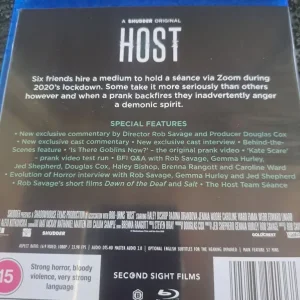 A SHUDDER ORIGINAL
HOST
Six friends hire a medium to hold a séance via Zoom during
2020's lockdown. Some take it more seriously than others
however and when a prank backfires they inadvertently anger
a demonic spirit.
SPECIAL FEATURES
• New exclusive commentary by Director Rob Savage and Producer Douglas Cox
• New exclusive cast commentary • New exclusive cast interview • Behind-the-
Scenes feature • 'Is There Goblins Now?' - the original prank video • 'Kate Scare'
- prank video test run • BFI Q&A with Rob Savage, Gemma Hurley,
Jed Shepherd, Douglas Cox, Haley Bishop, Brenna Rangott and Caroline Ward
• Evolution of Horror interview with Rob Savage, Gemma Hurley and Jed Shepherd
• Rob Savage's short films Dawn of the Deaf and Salt • The Host Team Séance
15
Strong horror, bloody
violence, very strong
language
SECOND SIGHT FILMS